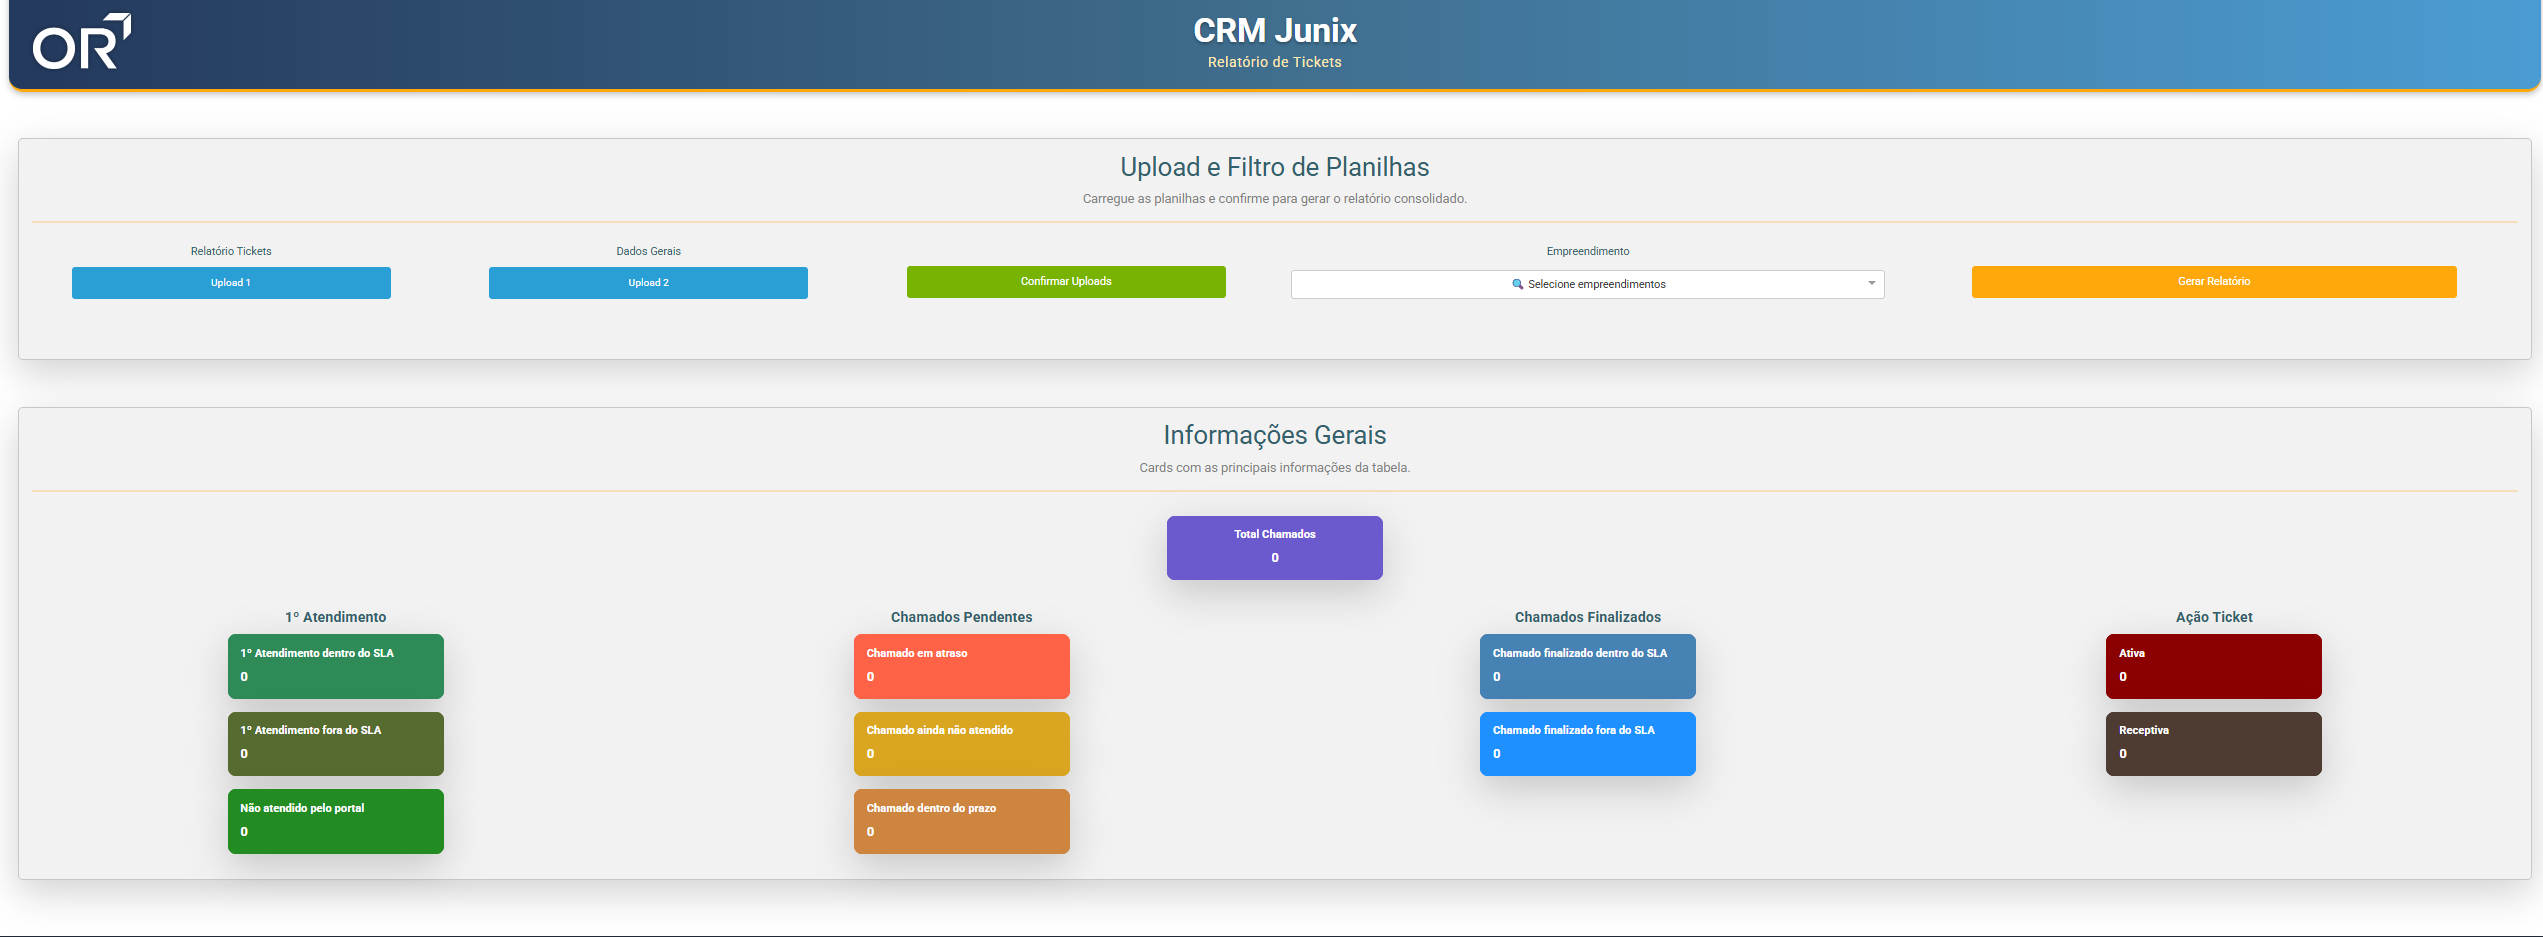 OR
CRM Junix
Relatório de Tickets
Upload e Filtro de Planilhas
Carregue as planilhas e confirme para gerar o relatório consolidado.
Relatório Tickets
Upload 1
Dados Gerais
Upload 2
Confirmar Uploads
Empreendimento
Selecione empreendimentos
Gerar Relatório
Informações Gerais
Cards com as principais informações da tabela.
Total Chamados
0
1º Atendimento
1º Atendimento dentro do SLA
0
1º Atendimento fora do SLA
0
Não atendido pelo portal
0
Chamados Pendentes
Chamado em atraso
0
Chamado ainda não atendido
0
Chamado dentro do prazo
0
Chamados Finalizados
Chamado finalizado dentro do SLA
0
Chamado finalizado fora do SLA
0
Ação Ticket
Ativa
0
Receptiva
0